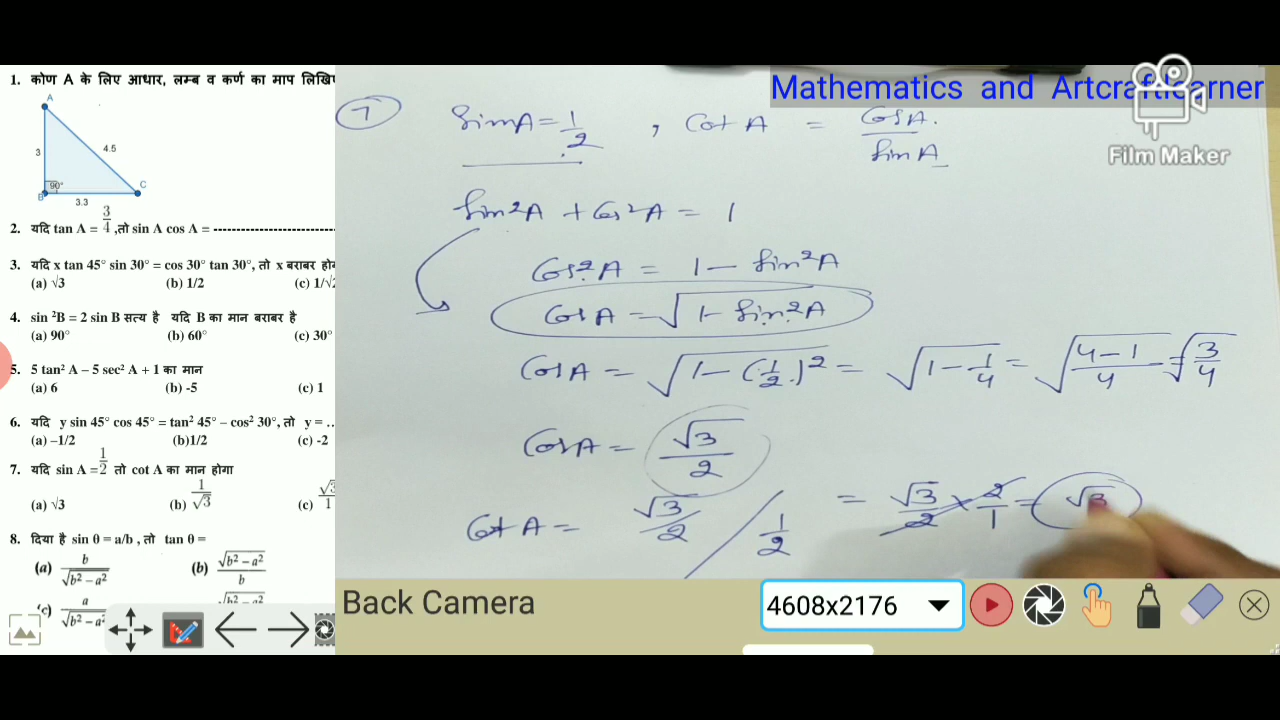 1. कोण A के लिए आधार, लम्ब व कर्ण का माप
A
3
4.5
90°
B
C
3.3
2. यदि tan A = 3/4 ,तो sin A cos A = --------------------
3. यदि x tan 45° sin 30° = cos 30° tan 30°, तो x बराबर
(a) √3 (b) 1/2 (c) 1/√2
4. sin ²B = 2 sin B सत्य है यदि B का मान बराबर है
(a) 90° (b) 60° (c) 30°
5. 5 tan² A – 5 sec² A + 1 का मान
(a) 6 (b) -5 (c) 1
6. यदि y sin 45° cos 45° = tan² 45° – cos² 30°, तो y = ..
(a) –1/2 (b)1/2 (c) -2
7. यदि sin A = 1/2 तो cot A का मान होगा
(a) √3 (b) 1/√3 (c) √3/1
8. दिया है sin θ = a/b , तो tan θ =
(a) b/√b² – a² (b) √b² – a²/b
(c) a/√b² – a² √b² – a²
Mathematics and Artcraftlearner
Film Maker
7 sinA = 1/2 , cot A = cosA. / sinA
sin²A + cos²A = 1
cos²A = 1 – sin²A
cosA = √1 – sin²A
cosA = √1 – (1/2)² = √1 – 1/4 = √4–1/4 = √3/4
cosA = √3/2
cot A = √3/2 / 1/2 = √3/2 × 2/1 = √3
Back Camera
4608x2176